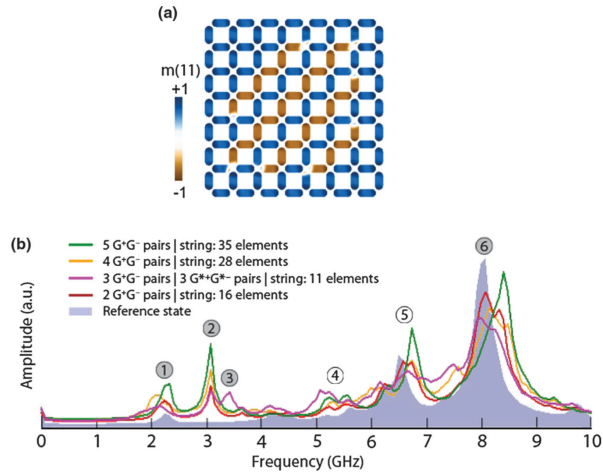 (a)
m(11)
+1
-1
(b)
5 G⁺G⁻ pairs | string: 35 elements
4 G⁺G⁻ pairs | string: 28 elements
3 G⁺G⁻ pairs | 3 G*⁺G*⁻ pairs | string: 11 elements
2 G⁺G⁻ pairs | string: 16 elements
Reference state
1
2
3
4
5
6
Amplitude (a.u.)
0 1 2 3 4 5 6 7 8 9 10
Frequency (GHz)